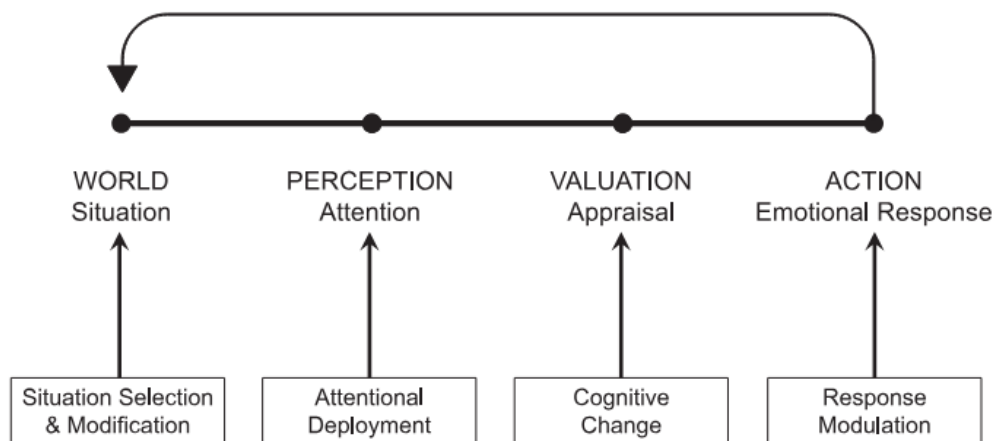 WORLD
Situation
PERCEPTION
Attention
VALUATION
Appraisal
ACTION
Emotional Response
Situation Selection
& Modification
Attentional
Deployment
Cognitive
Change
Response
Modulation